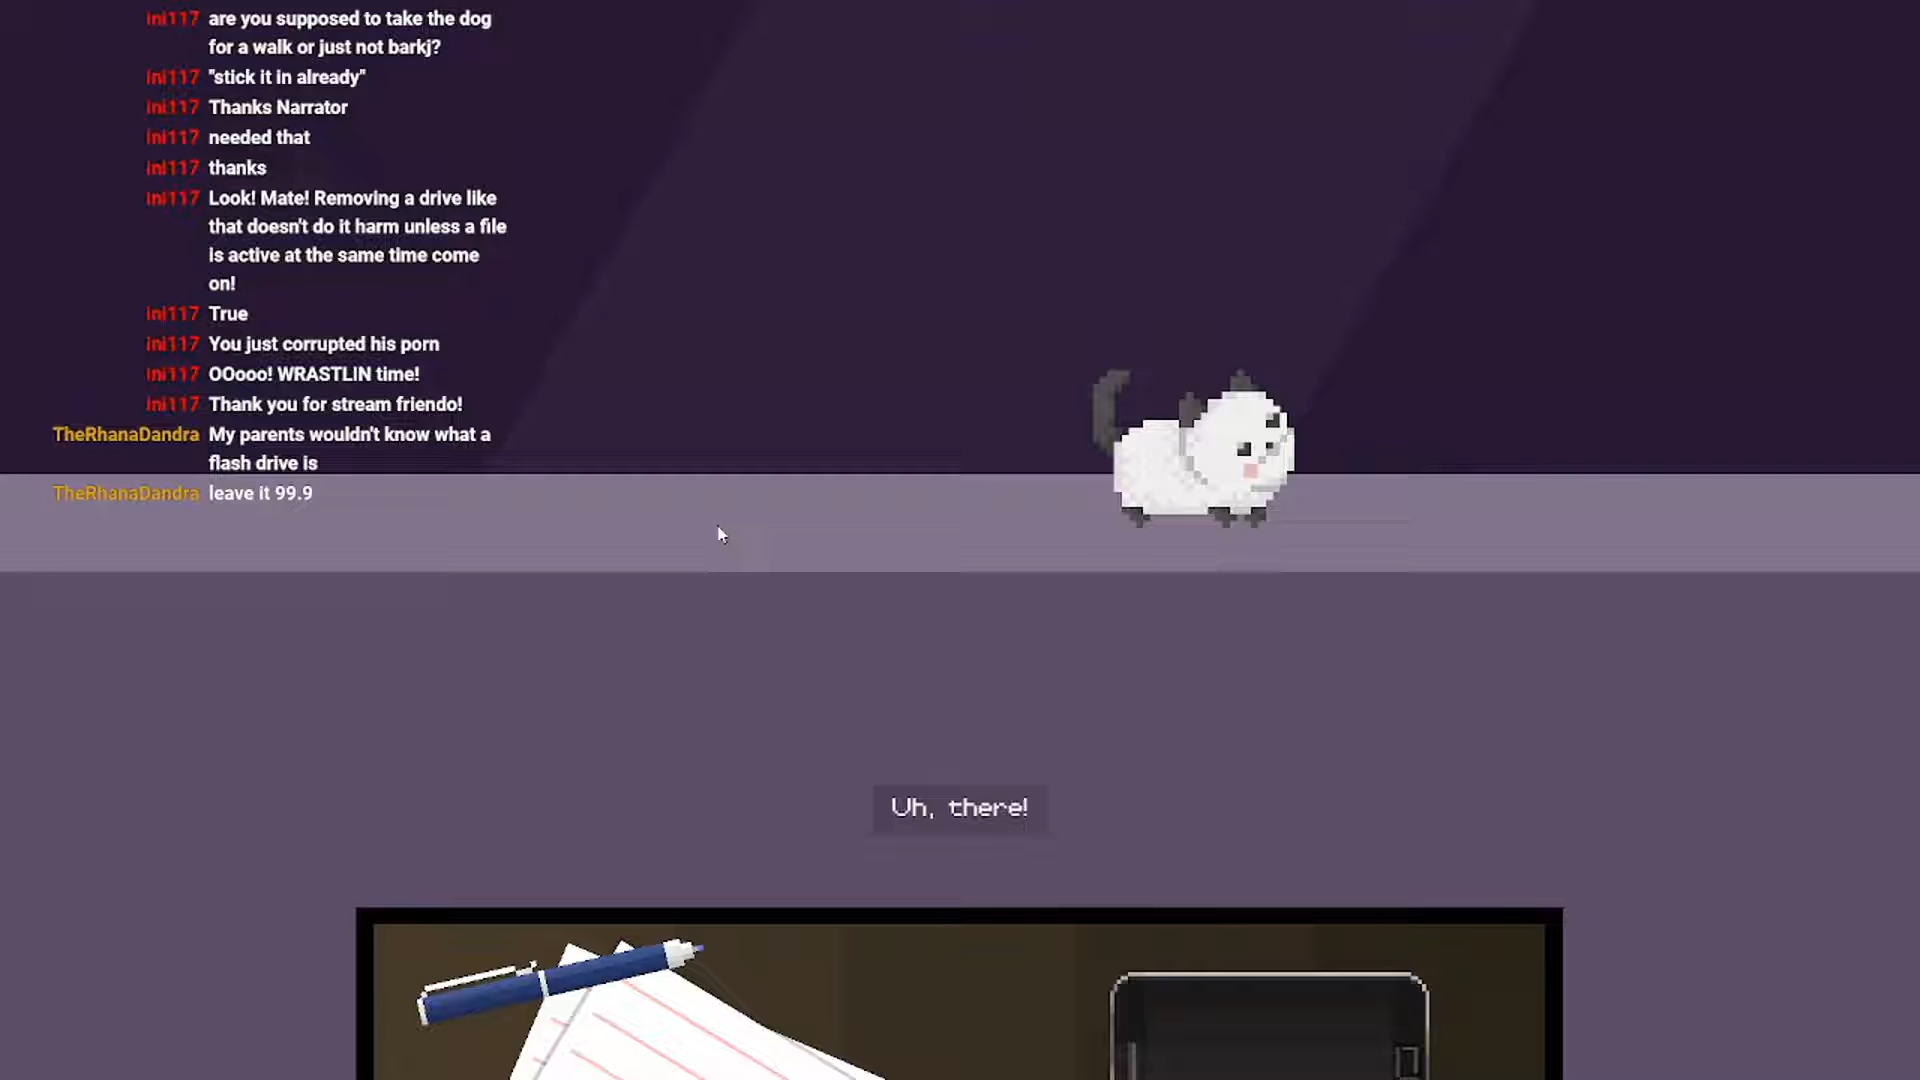 ini117 are you supposed to take the dog
for a walk or just not barkj?
ini117 "stick it in already"
ini117 Thanks Narrator
ini117 needed that
ini117 thanks
ini117 Look! Mate! Removing a drive like
that doesn't do it harm unless a file
is active at the same time come
on!
ini117 True
ini117 You just corrupted his porn
ini117 OOooo! WRASTLIN time!
ini117 Thank you for stream friendo!
TheRhanaDandra My parents wouldn't know what a
flash drive is
TheRhanaDandra leave it 99.9
Uh, there!